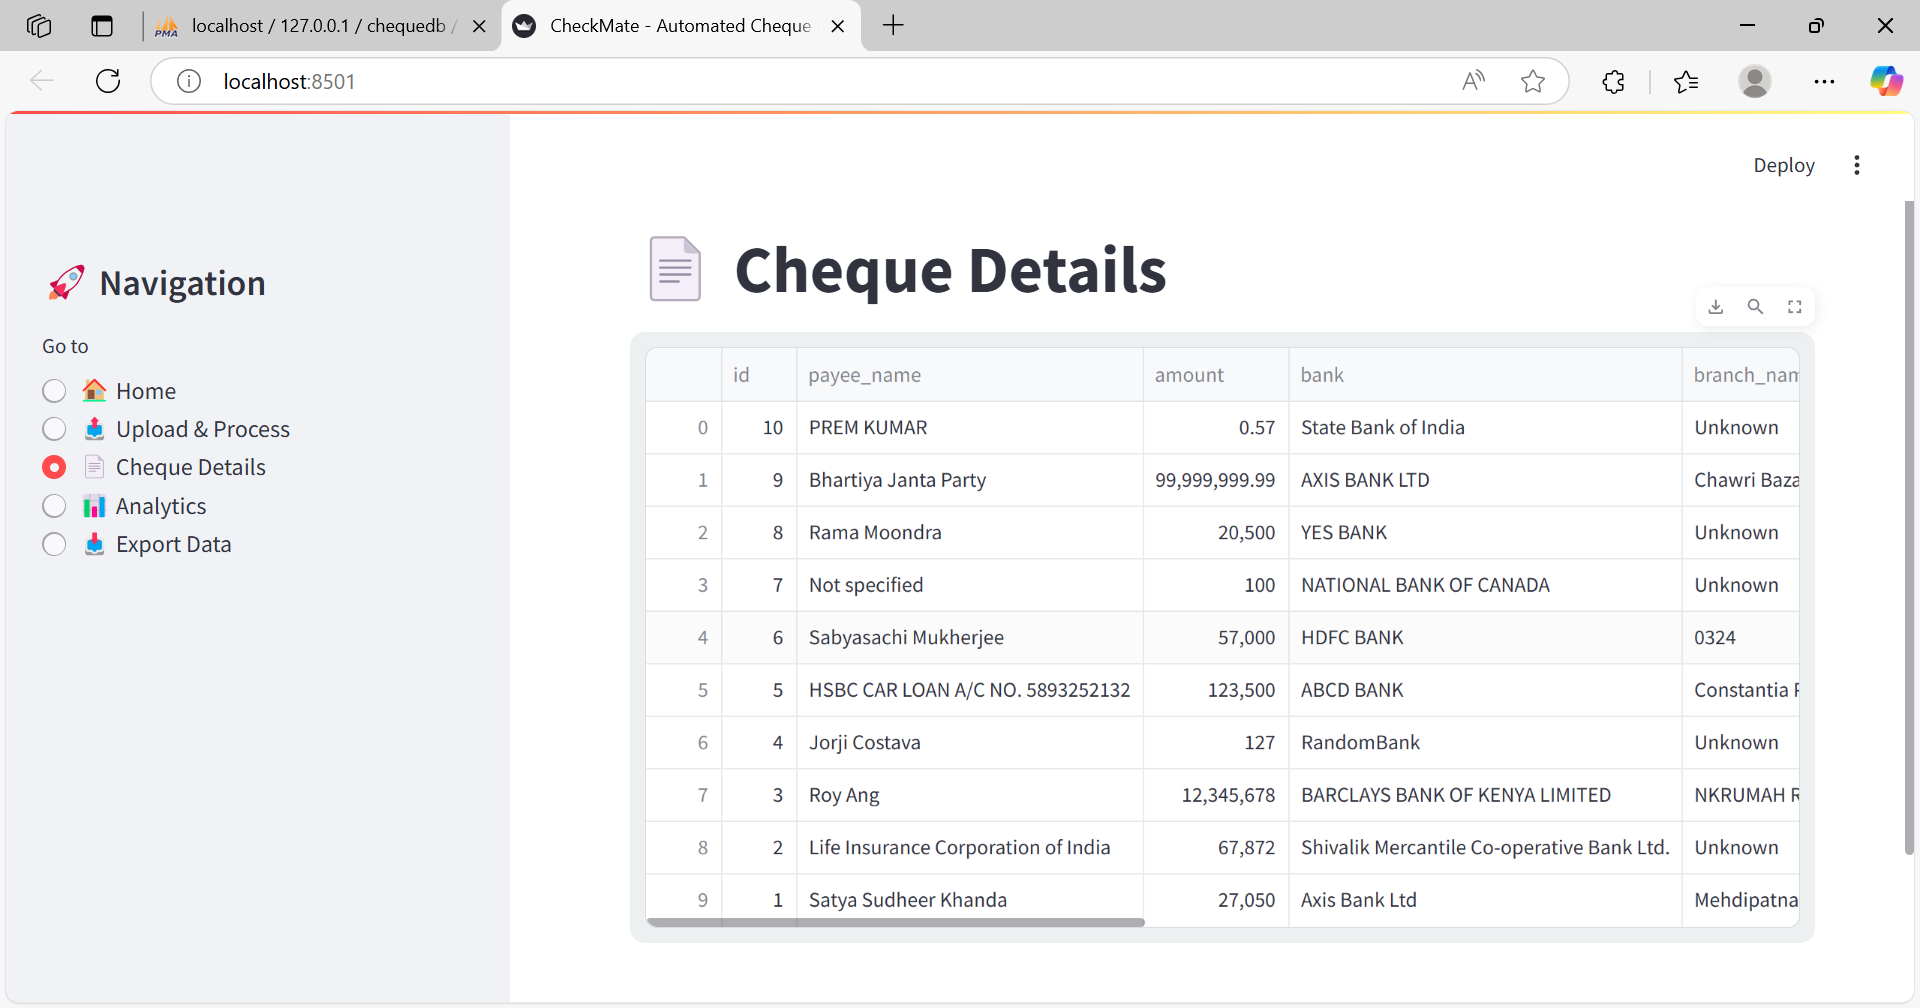 localhost / 127.0.0.1 / chequedb /
CheckMate - Automated Cheque
localhost:8501
Deploy
Navigation
Go to
Home
Upload & Process
Cheque Details
Analytics
Export Data
Cheque Details
id payee_name amount bank branch_nam
0 10 PREM KUMAR 0.57 State Bank of India Unknown
1 9 Bhartiya Janta Party 99,999,999.99 AXIS BANK LTD Chawri Baza
2 8 Rama Moondra 20,500 YES BANK Unknown
3 7 Not specified 100 NATIONAL BANK OF CANADA Unknown
4 6 Sabyasachi Mukherjee 57,000 HDFC BANK 0324
5 5 HSBC CAR LOAN A/C NO. 5893252132 123,500 ABCD BANK Constantia
6 4 Jorji Costava 127 RandomBank Unknown
7 3 Roy Ang 12,345,678 BARCLAYS BANK OF KENYA LIMITED NKRUMAH R
8 2 Life Insurance Corporation of India 67,872 Shivalik Mercantile Co-operative Bank Ltd. Unknown
9 1 Satya Sudheer Khanda 27,050 Axis Bank Ltd Mehdipatna